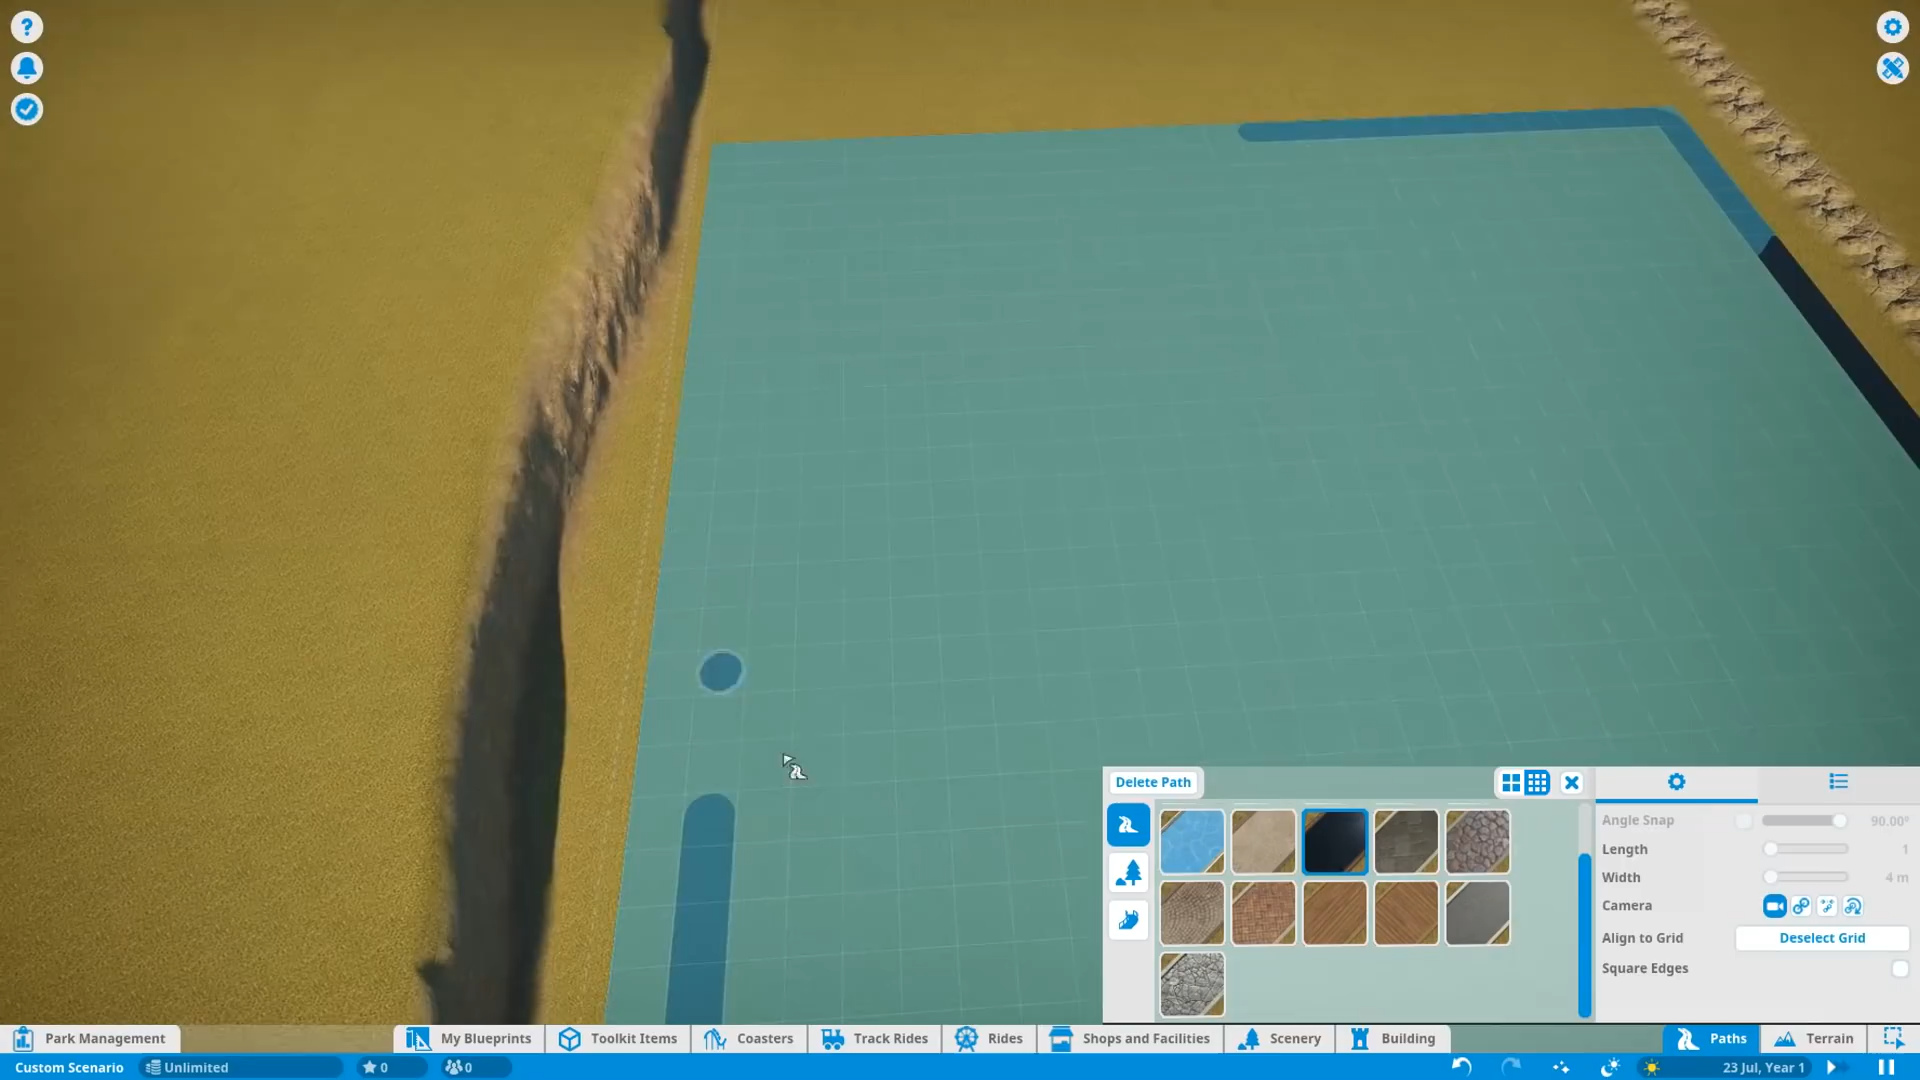 Delete Path
Angle Snap 90.00°
Length 1
Width 4 m
Camera
Align to Grid Deselect Grid
Square Edges
Park Management My Blueprints Toolkit Items Coasters Track Rides Rides Shops and Facilities Scenery Building Paths Terrain
Custom Scenario Unlimited 0 0 23 Jul, Year 1